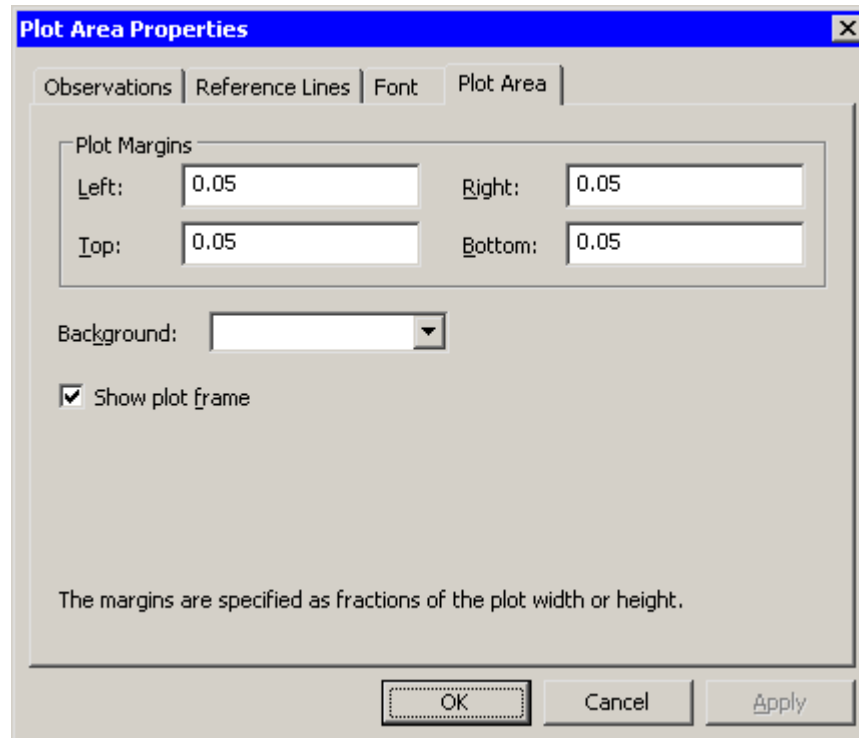 Plot Area Properties
Observations Reference Lines Font Plot Area
Plot Margins
Left: 0.05 Right: 0.05
Top: 0.05 Bottom: 0.05
Background:
Show plot frame
The margins are specified as fractions of the plot width or height.
OK Cancel Apply